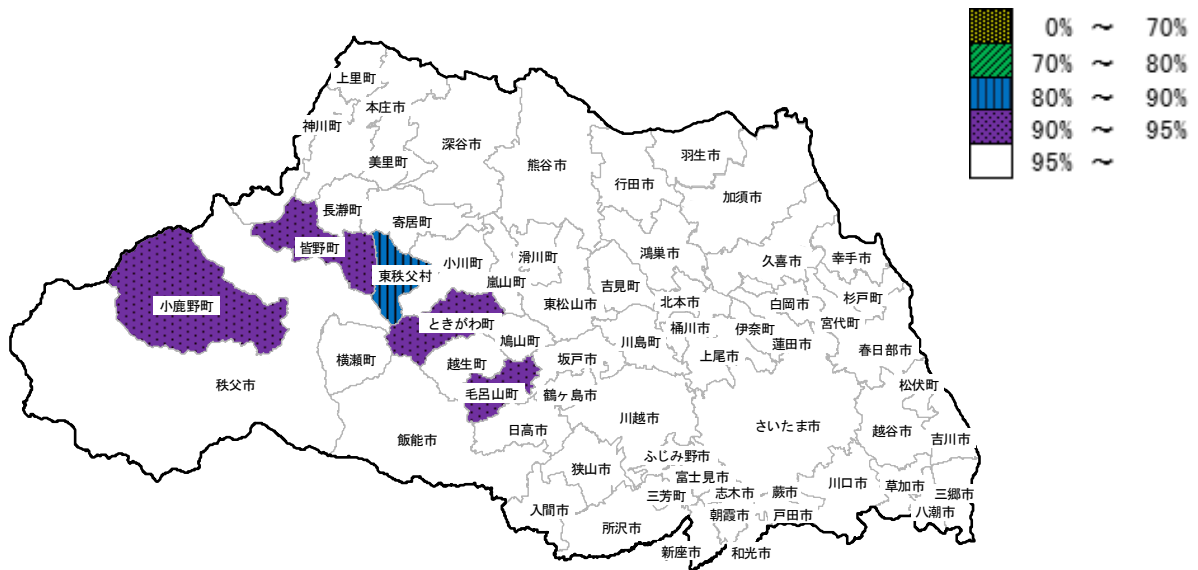 0% ～ 70%
70% ～ 80%
80% ～ 90%
90% ～ 95%
95% ～
上里町
本庄市
神川町
美里町
深谷市
熊谷市
行田市
羽生市
加須市
長瀞町
寄居町
皆野町
東秩父村
小川町
滑川町
嵐山町
鴻巣市
久喜市
幸手市
吉見町
小鹿野町
東松山市
北本市
白岡市
杉戸町
ときがわ町
鳩山町
川島町
桶川市
伊奈町
宮代町
蓮田市
横瀬町
越生町
坂戸市
上尾市
春日部市
秩父市
毛呂山町
鶴ヶ島市
松伏町
川越市
さいたま市
飯能市
日高市
越谷市
吉川市
ふじみ野市
狭山市
富士見市
三芳町
志木市
蕨市
川口市
草加市
三郷市
入間市
所沢市
朝霞市
戸田市
八潮市
新座市
和光市